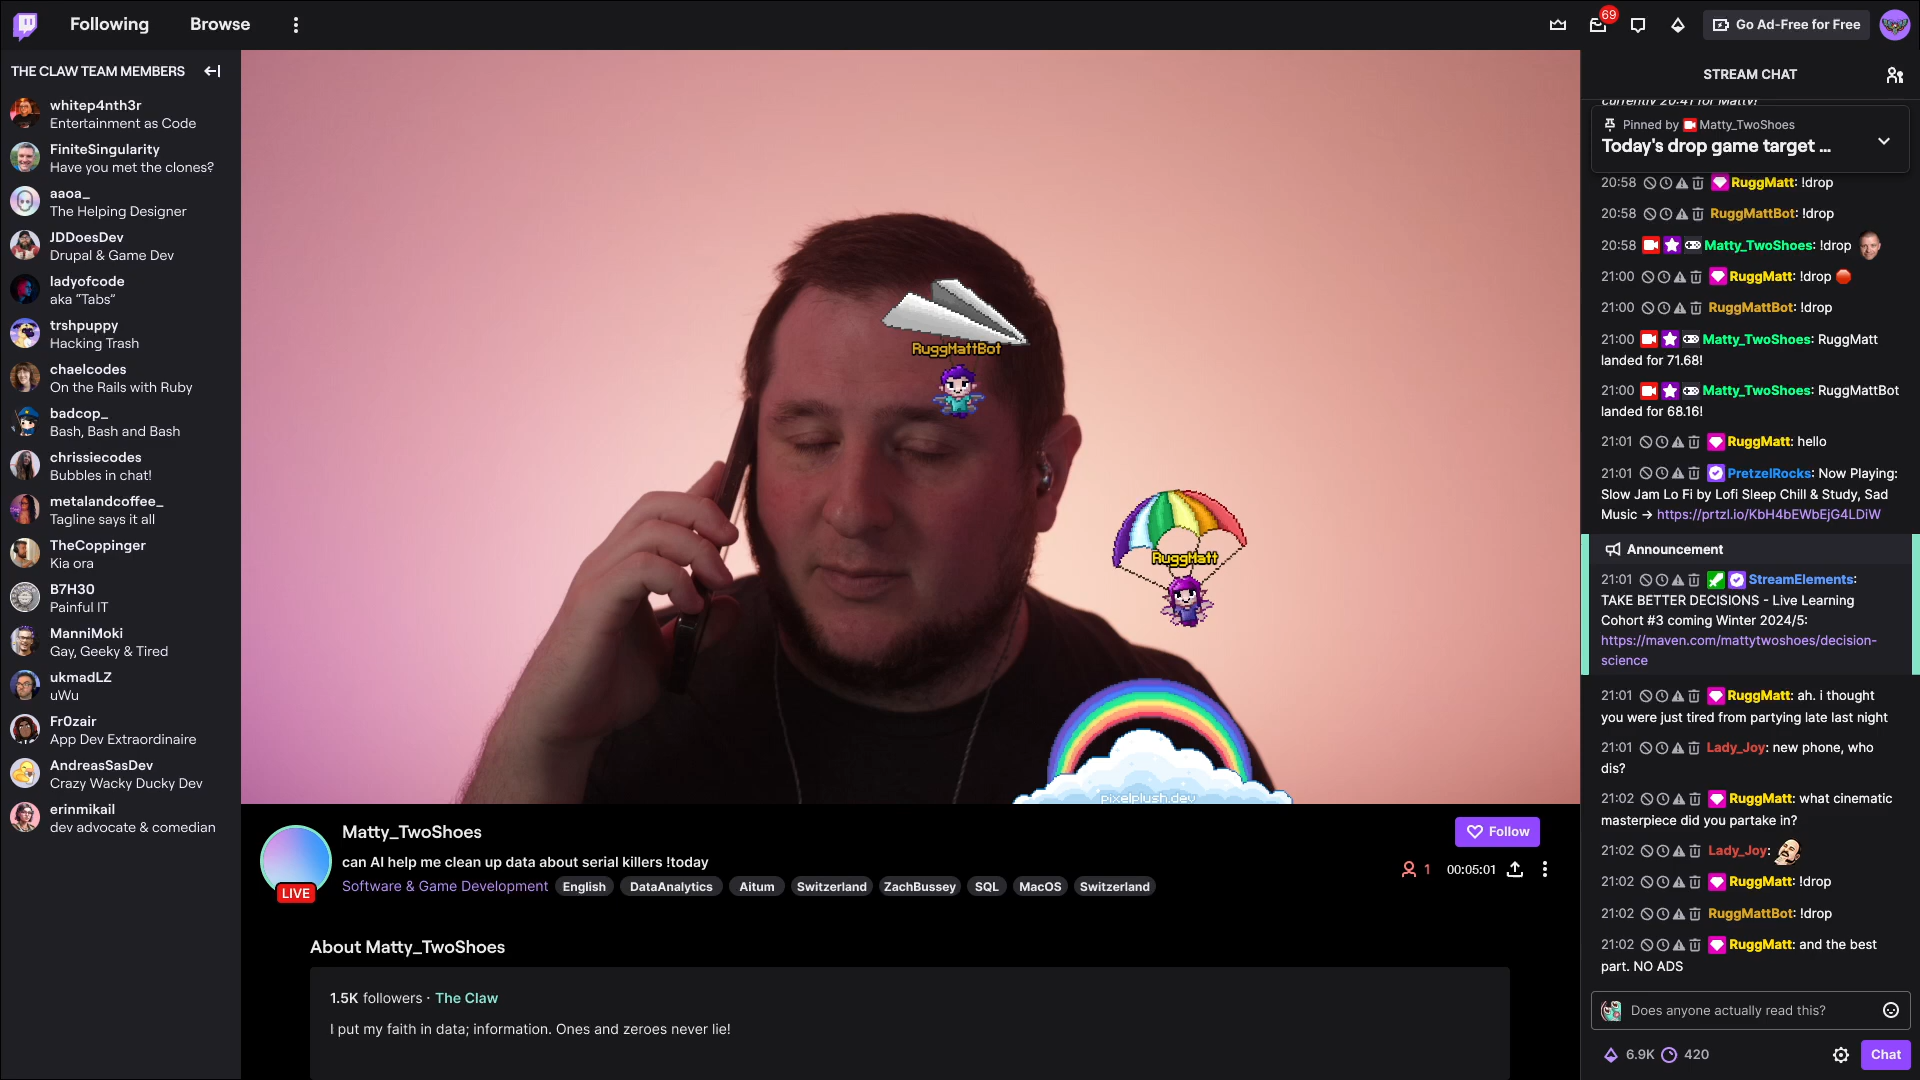 Following
Browse
69
Go Ad-Free for Free
THE CLAW TEAM MEMBERS
whitep4nth3r
Entertainment as Code
FiniteSingularity
Have you met the clones?
aaoa_
The Helping Designer
JDDoesDev
Drupal & Game Dev
ladyofcode
aka "Tabs"
trshpuppy
Hacking Trash
chaelcodes
On the Rails with Ruby
badcop_
Bash, Bash and Bash
chrissiecodes
Bubbles in chat!
metalandcoffee_
Tagline says it all
TheCoppinger
Kia ora
B7H30
Painful IT
ManniMoki
Gay, Geeky & Tired
ukmadLZ
uWu
Fr0zair
App Dev Extraordinaire
AndreasSasDev
Crazy Wacky Ducky Dev
erinmikail
dev advocate & comedian
RuggMattBot
RuggMatt
pixelplush.dev
LIVE
Matty_TwoShoes
can AI help me clean up data about serial killers !today
Software & Game Development
English
DataAnalytics
Aitum
Switzerland
ZachBussey
SQL
MacOS
Switzerland
Follow
1
00:05:01
About Matty_TwoShoes
1.5K followers · The Claw
I put my faith in data; information. Ones and zeroes never lie!
STREAM CHAT
currently 20:41 for Matty!
Pinned by Matty_TwoShoes
Today's drop game target ...
20:58 RuggMatt: !drop
20:58 RuggMattBot: !drop
20:58 Matty_TwoShoes: !drop
21:00 RuggMatt: !drop
21:00 RuggMattBot: !drop
21:00 Matty_TwoShoes: RuggMatt
landed for 71.68!
21:00 Matty_TwoShoes: RuggMattBot
landed for 68.16!
21:01 RuggMatt: hello
21:01 PretzelRocks: Now Playing:
Slow Jam Lo Fi by Lofi Sleep Chill & Study, Sad
Music -> https://prtzl.io/KbH4bEWbEjG4LDiW
Announcement
21:01 StreamElements:
TAKE BETTER DECISIONS - Live Learning
Cohort #3 coming Winter 2024/5:
https://maven.com/mattytwoshoes/decision-
science
21:01 RuggMatt: ah. i thought
you were just tired from partying late last night
21:01 Lady_Joy: new phone, who
dis?
21:02 RuggMatt: what cinematic
masterpiece did you partake in?
21:02 Lady_Joy:
21:02 RuggMatt: !drop
21:02 RuggMattBot: !drop
21:02 RuggMatt: and the best
part. NO ADS
Does anyone actually read this?
6.9K
420
Chat